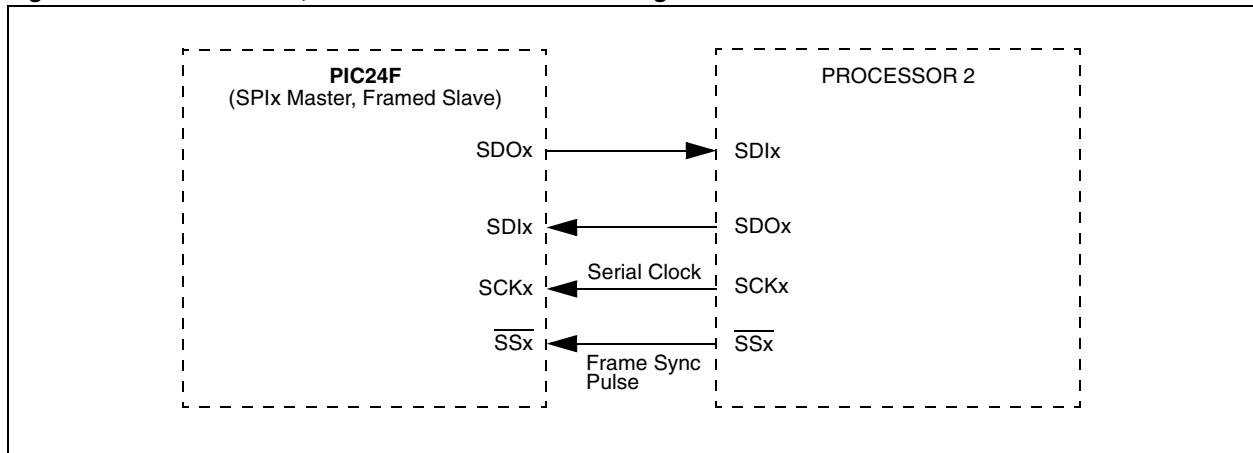 PIC24F
(SPIx Master, Framed Slave)
PROCESSOR 2
SDOx
SDIx
SDIx
SDOx
SCKx
Serial Clock
SCKx
SSx
Frame Sync
Pulse
SSx